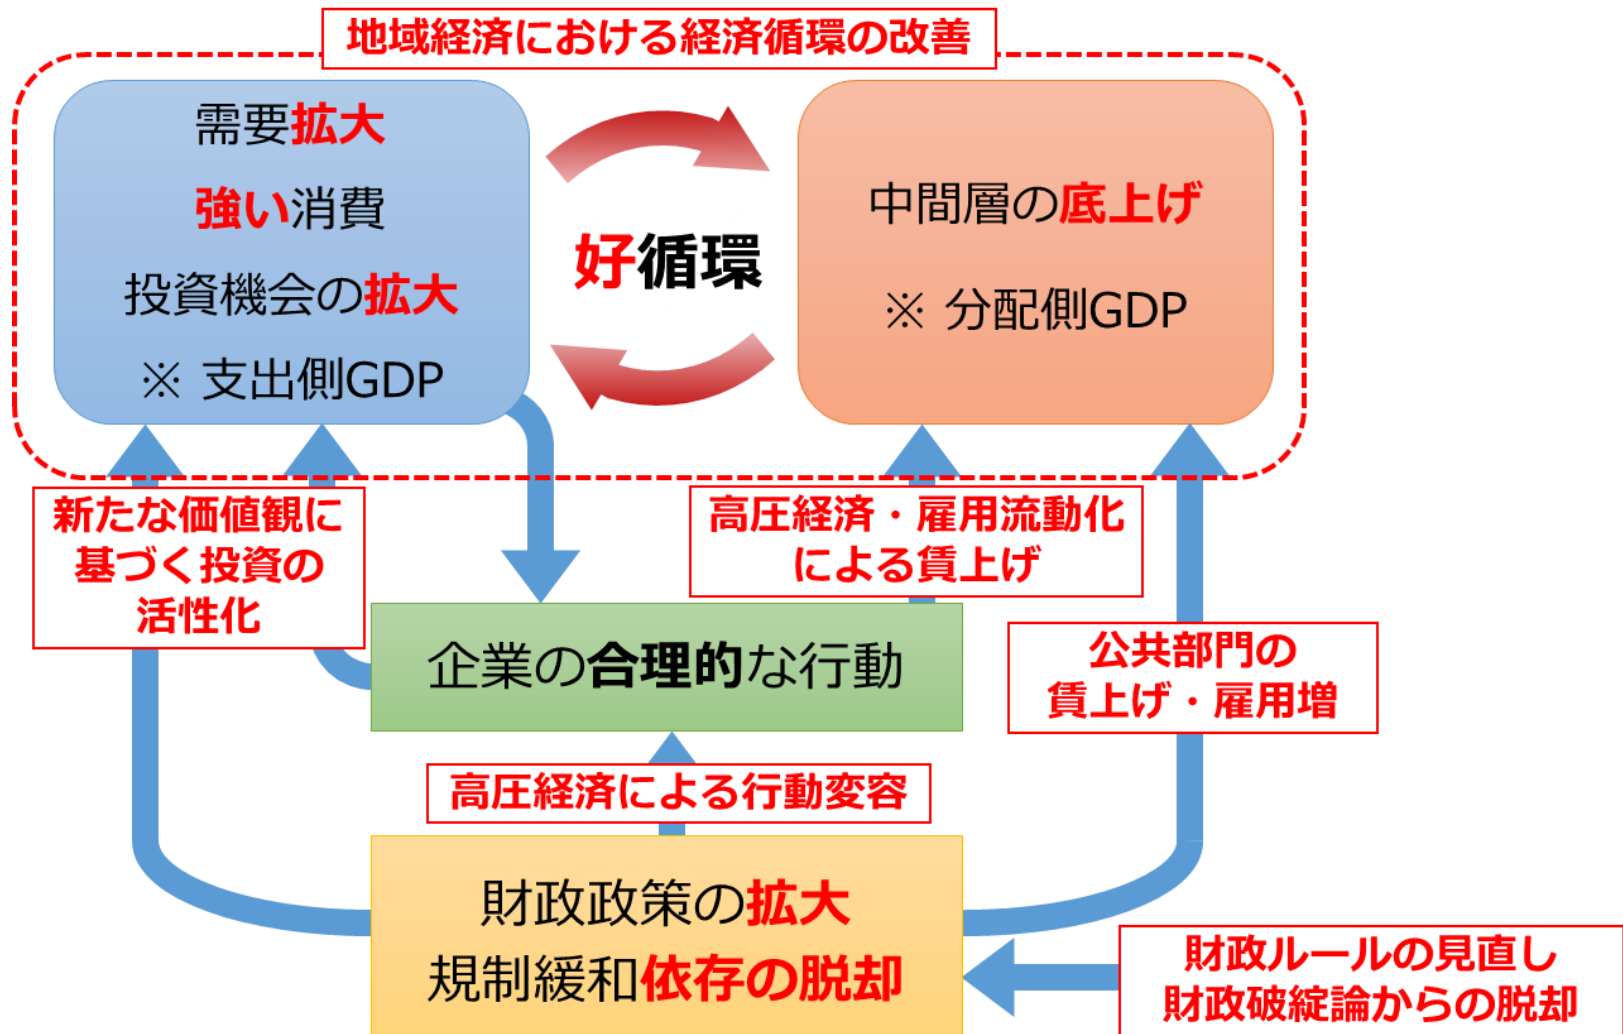 地域経済における経済循環の改善
需要拡大
強い消費
投資機会の拡大
※ 支出側GDP
好循環
中間層の底上げ
※ 分配側GDP
新たな価値観に
基づく投資の
活性化
高圧経済・雇用流動化
による賃上げ
企業の合理的な行動
公共部門の
賃上げ・雇用増
高圧経済による行動変容
財政政策の拡大
規制緩和依存の脱却
財政ルールの見直し
財政破綻論からの脱却